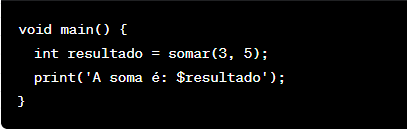 void main() {
  int resultado = somar(3, 5);
  print('A soma é: $resultado');
}